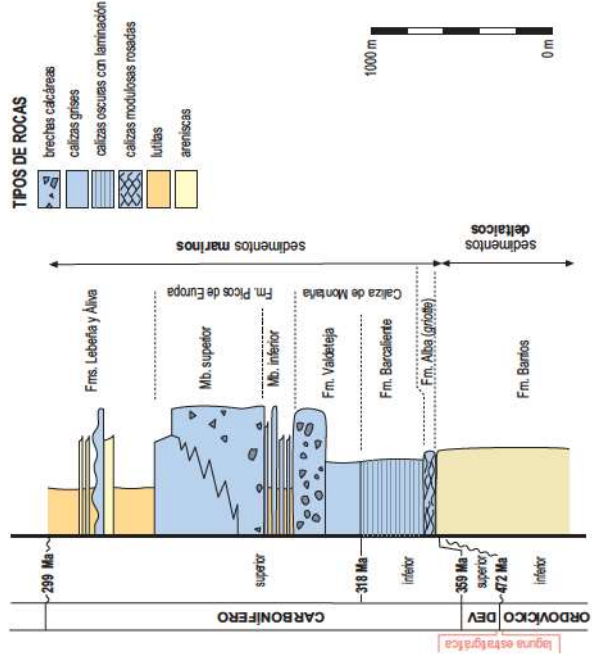 TIPOS DE ROCAS
brechas calcáreas
calizas grises
calizas oscuras con laminación
calizas modulosas rosadas
lutitas
areniscas
1000 m
0 m
sedimentos marinos
sedimentos
deltaicos
Fm. Picos de Europa
Caliza de Montaña
Fms. Lebeña y Áliva
Mb. superior
Mb. inferior
Fm. Valdeteja
Fm. Barcaliente
Fm. Alba (griotte)
Fm. Barrios
299 Ma
superior
318 Ma
inferior
359 Ma
superior
472 Ma
inferior
CARBONÍFERO
DEV
ORDOVÍCICO
laguna estratigráfica